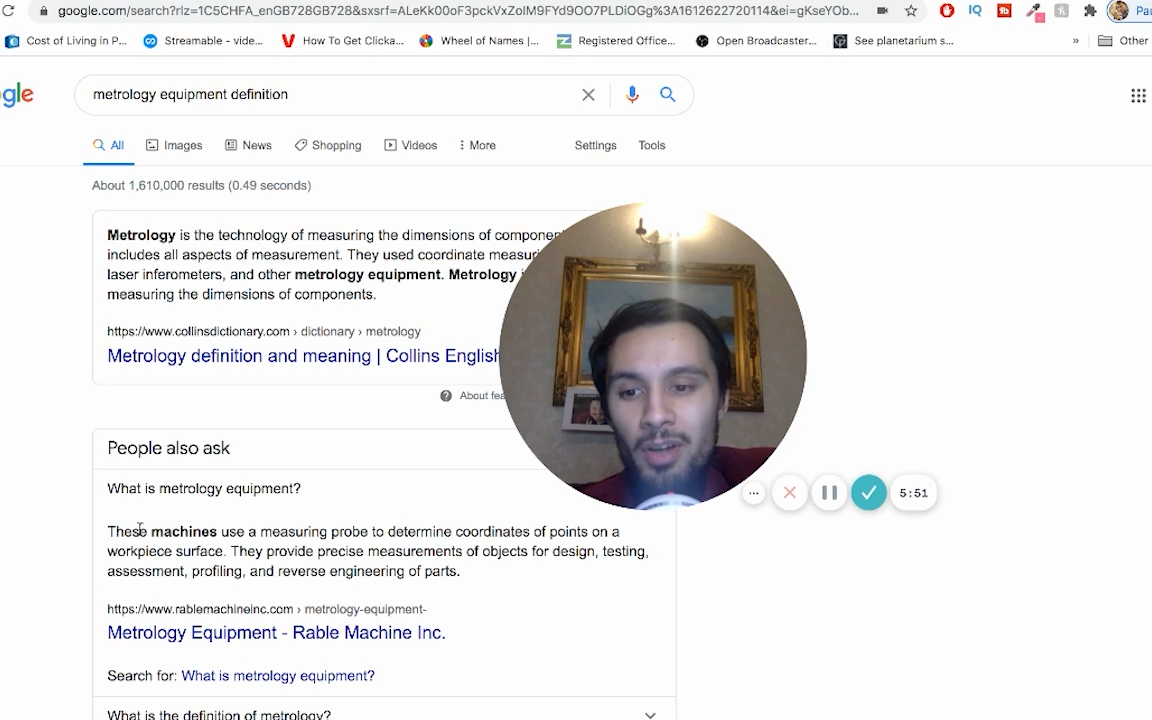 google.com/search?rlz=1C5CHFA_enGB728GB728&sxsrf=ALeKk00oF3pckVxZolM9FYd9OO7PLDiOGg%3A1612622720114&ei=gKseYOb...
Pau
Cost of Living in P... Streamable - vide... How To Get Clicka... Wheel of Names |... Registered Office... Open Broadcaster... See planetarium s... » Other
gle metrology equipment definition
All Images News Shopping Videos More Settings Tools
About 1,610,000 results (0.49 seconds)
Metrology is the technology of measuring the dimensions of componen
includes all aspects of measurement. They used coordinate measuri
laser inferometers, and other metrology equipment. Metrology i
measuring the dimensions of components.
https://www.collinsdictionary.com › dictionary › metrology
Metrology definition and meaning | Collins English
About fea
People also ask
What is metrology equipment?
5:51
These machines use a measuring probe to determine coordinates of points on a
workpiece surface. They provide precise measurements of objects for design, testing,
assessment, profiling, and reverse engineering of parts.
https://www.rablemachineinc.com › metrology-equipment-
Metrology Equipment - Rable Machine Inc.
Search for: What is metrology equipment?
What is the definition of metrology?